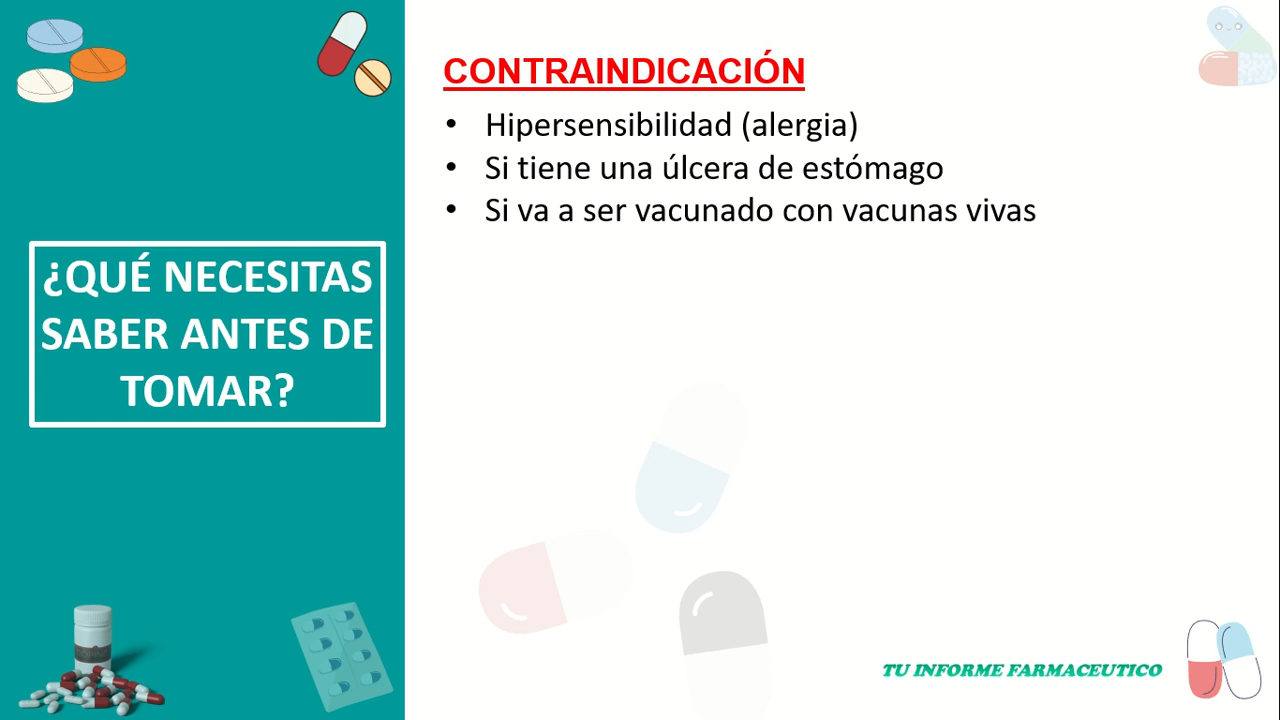 CONTRAINDICACIÓN
• Hipersensibilidad (alergia)
• Si tiene una úlcera de estómago
• Si va a ser vacunado con vacunas vivas
¿QUÉ NECESITAS
SABER ANTES DE
TOMAR?
TU INFORME FARMACEUTICO